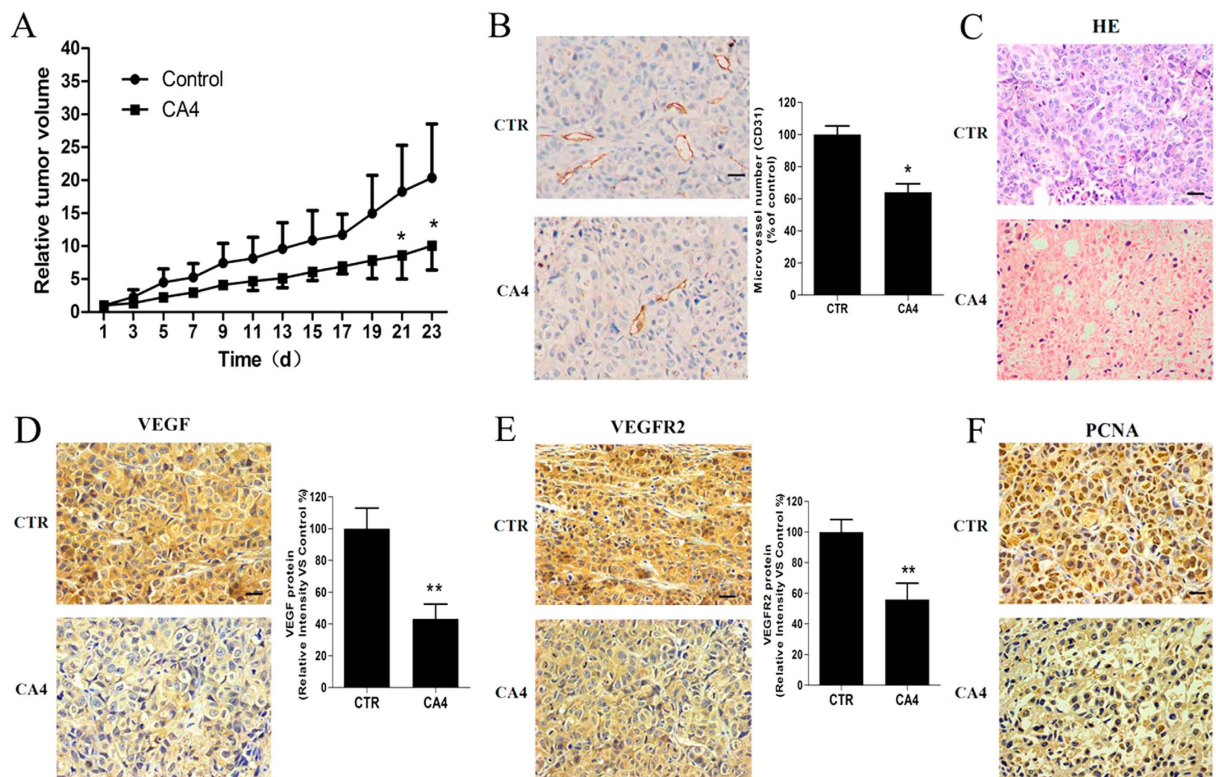 A
Relative tumor volume
40
35
30
25
20
15
10
5
0
Control
CA4
* *
1 3 5 7 9 11 13 15 17 19 21 23
Time (d)
B
CTR
CA4
Microvessel number (CD31)
(% of control)
120
100
80
60
40
20
0
*
CTR CA4
C
HE
CTR
CA4
D
VEGF
CTR
CA4
VEGF protein
(Relative Intensity VS Control %)
120
100
80
60
40
20
0
**
CTR CA4
E
VEGFR2
CTR
CA4
VEGFR2 protein
(Relative Intensity VS Control %)
120
100
80
60
40
20
0
**
CTR CA4
F
PCNA
CTR
CA4